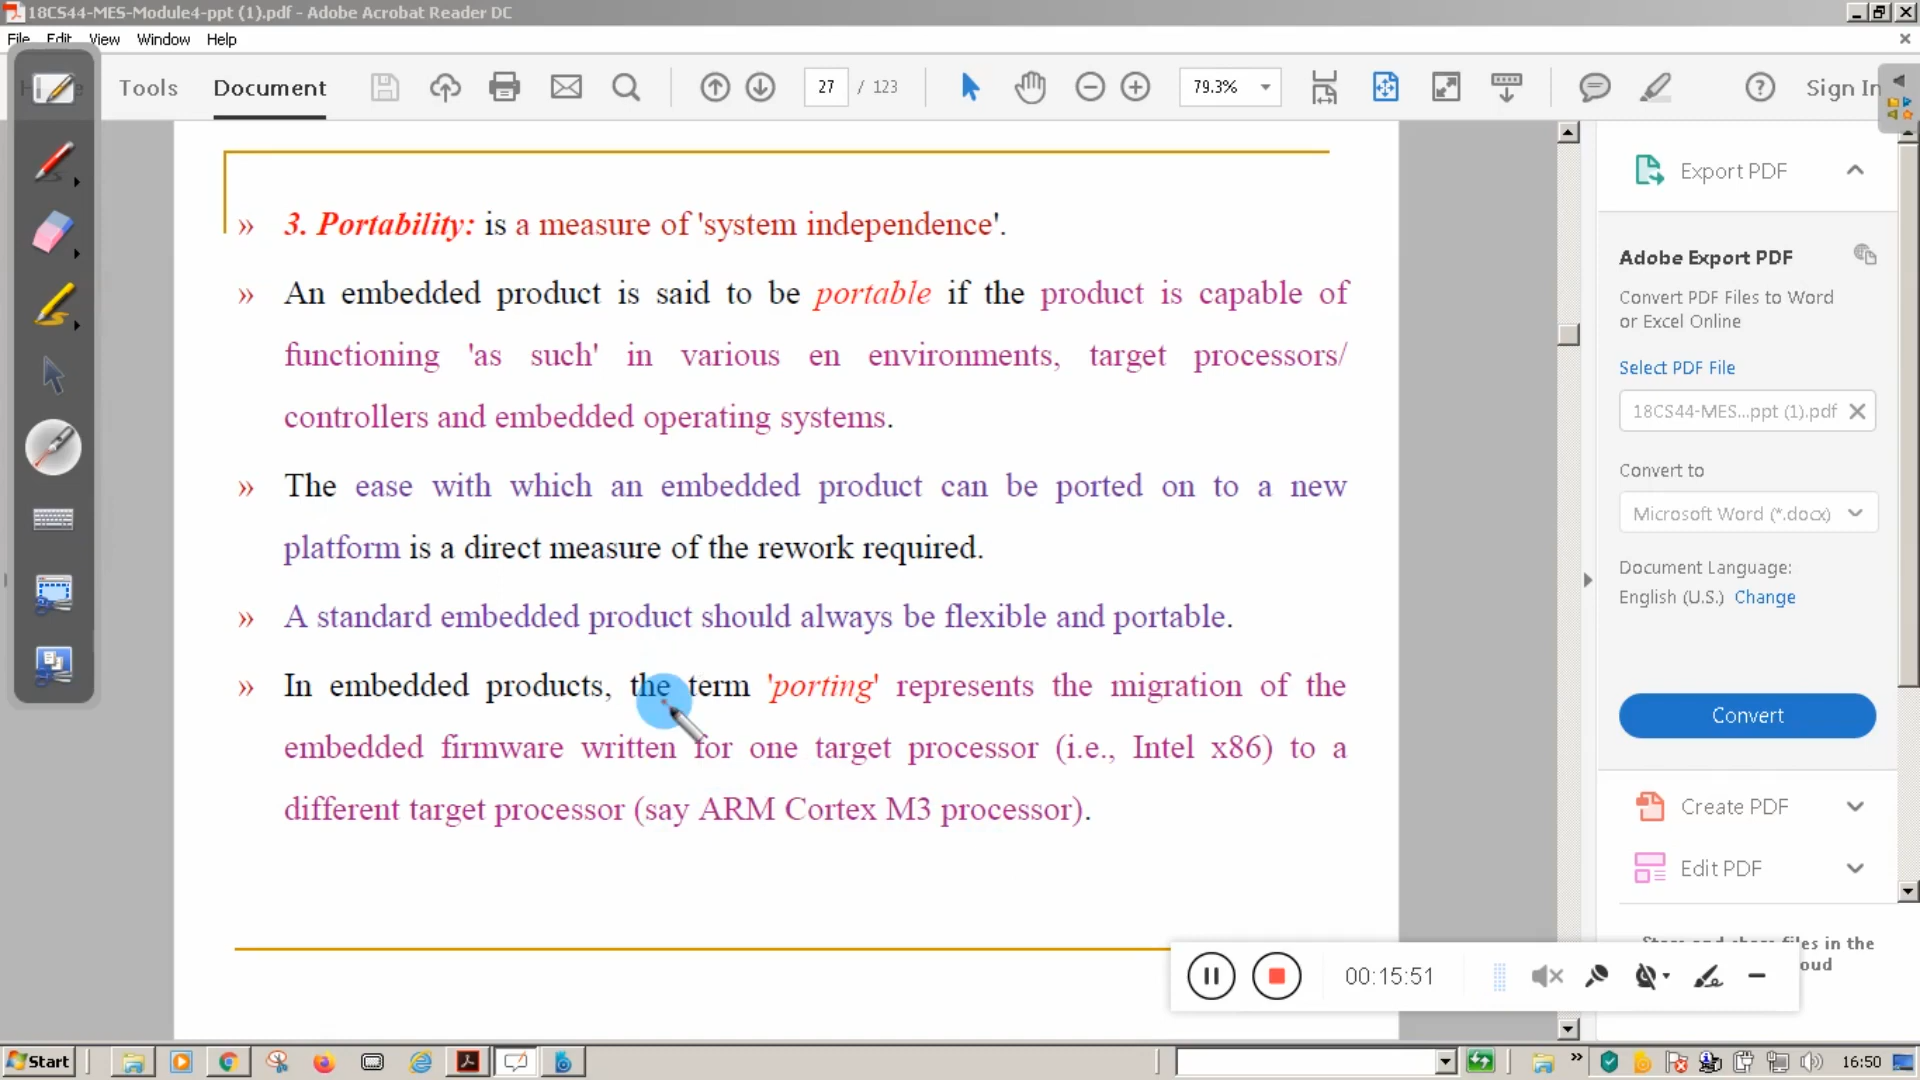 18CS44-MES-Module4-ppt (1).pdf - Adobe Acrobat Reader DC
File Edit View Window Help
Tools Document 27 / 123 79.3% Sign In
3. Portability: is a measure of 'system independence'.
An embedded product is said to be portable if the product is capable of
functioning 'as such' in various en environments, target processors/
controllers and embedded operating systems.
The ease with which an embedded product can be ported on to a new
platform is a direct measure of the rework required.
A standard embedded product should always be flexible and portable.
In embedded products, the term 'porting' represents the migration of the
embedded firmware written for one target processor (i.e., Intel x86) to a
different target processor (say ARM Cortex M3 processor).
Export PDF
Adobe Export PDF
Convert PDF Files to Word
or Excel Online
Select PDF File
18CS44-MES...ppt (1).pdf
Convert to
Microsoft Word (*.docx)
Document Language:
English (U.S.) Change
Convert
Create PDF
Edit PDF
files in the
oud
00:15:51
Start
16:50